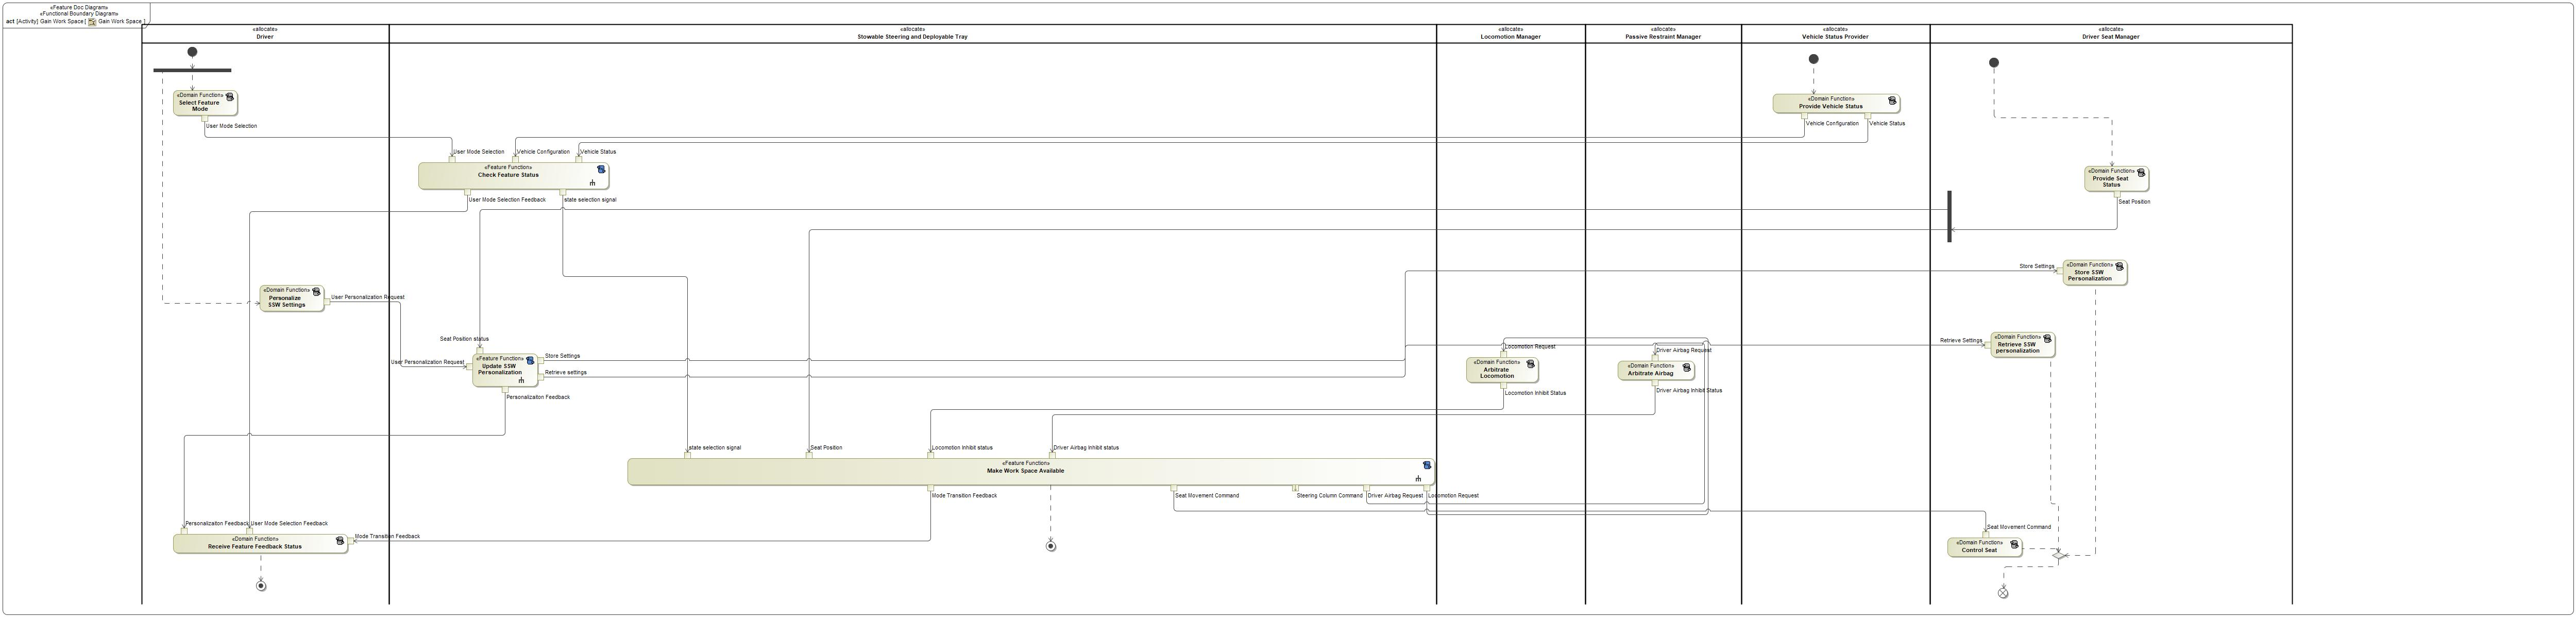 «Feature Doc Diagram»
«Functional Boundary Diagram»
act [Activity] Gain Work Space [ Gain Work Space ]
«allocate»
Driver
«allocate»
Stowable Steering and Deployable Tray
«allocate»
Locomotion Manager
«allocate»
Passive Restraint Manager
«allocate»
Vehicle Status Provider
«allocate»
Driver Seat Manager
«Domain Function»
Select Feature
Mode
User Mode Selection
«Domain Function»
Provide Vehicle Status
Vehicle Configuration
Vehicle Status
User Mode Selection
Vehicle Configuration
Vehicle Status
«Feature Function»
Check Feature Status
User Mode Selection Feedback
state selection signal
«Domain Function»
Provide Seat
Status
Seat Position
Store Settings
«Domain Function»
Store SSW
Personalization
«Domain Function»
Personalize
SSW Settings
User Personalization Request
Seat Position status
User Personalization Request
«Feature Function»
Update SSW
Personalization
Store Settings
Retrieve settings
Personalizaiton Feedback
Locomotion Request
«Domain Function»
Arbitrate
Locomotion
Locomotion Inhibit Status
Driver Airbag Request
«Domain Function»
Arbitrate Airbag
Driver Airbag Inhibit Status
Retrieve Settings
«Domain Function»
Retrieve SSW
personalization
state selection signal
Seat Position
Locomotion Inhibit status
Driver Airbag Inhibit status
«Feature Function»
Make Work Space Available
Mode Transition Feedback
Seat Movement Command
Steering Column Command
Driver Airbag Request
Locomotion Request
Personalization Feedback
User Mode Selection Feedback
«Domain Function»
Receive Feature Feedback Status
Mode Transition Feedback
Seat Movement Command
«Domain Function»
Control Seat